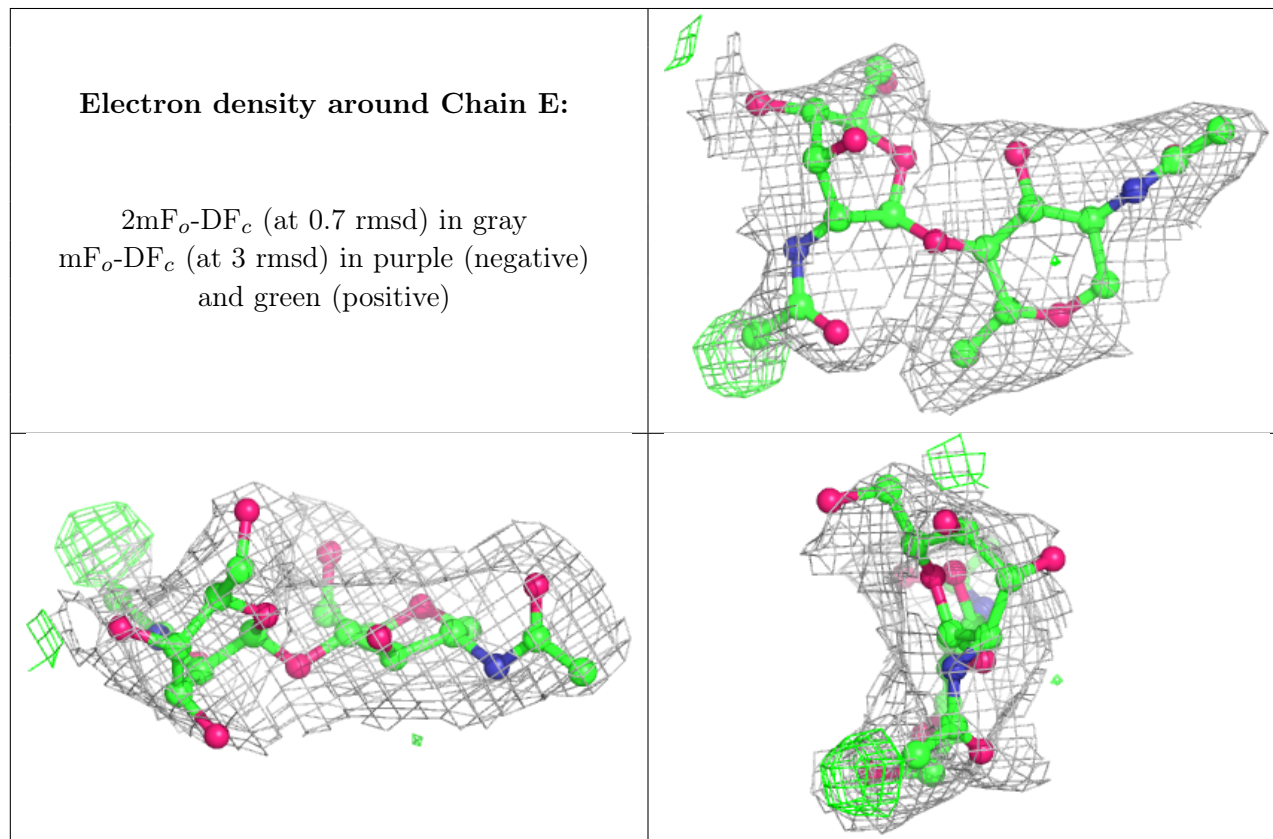 Electron density around Chain E:
2mFₒ-DF𝑐 (at 0.7 rmsd) in gray
mFₒ-DF𝑐 (at 3 rmsd) in purple (negative)
and green (positive)